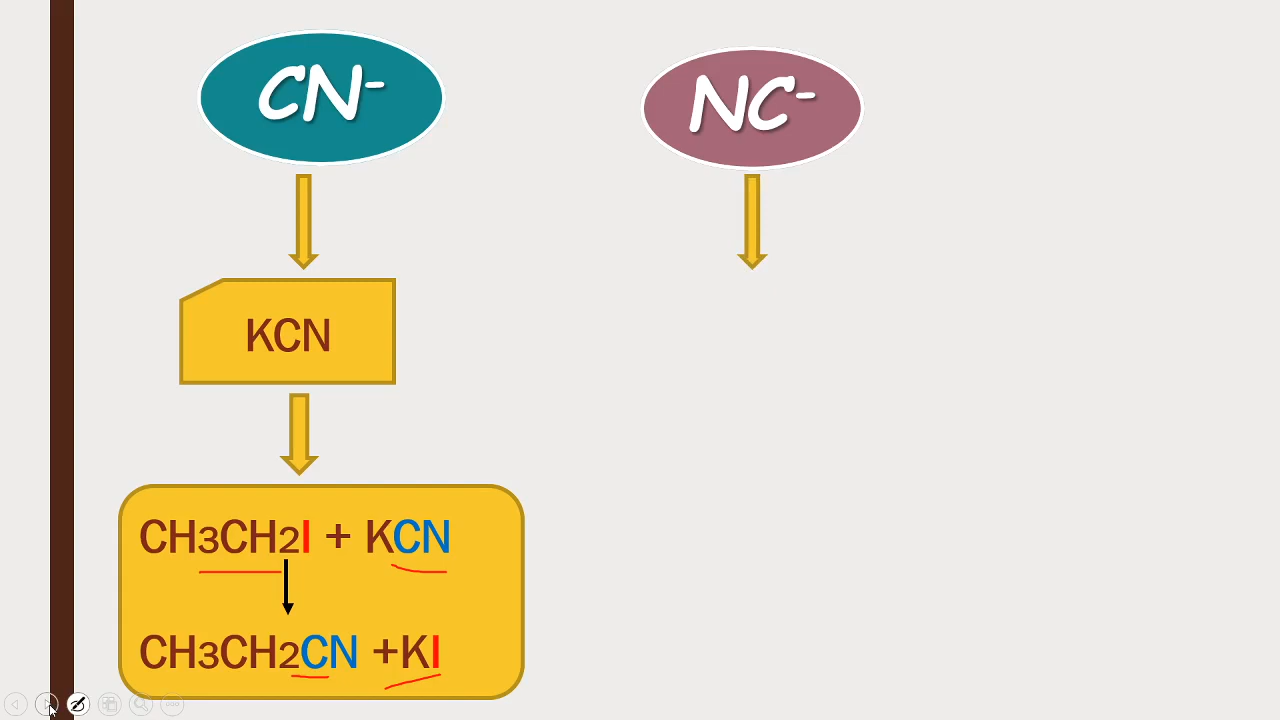 CN-
NC-
KCN
CH3CH2I + KCN
CH3CH2CN +KI